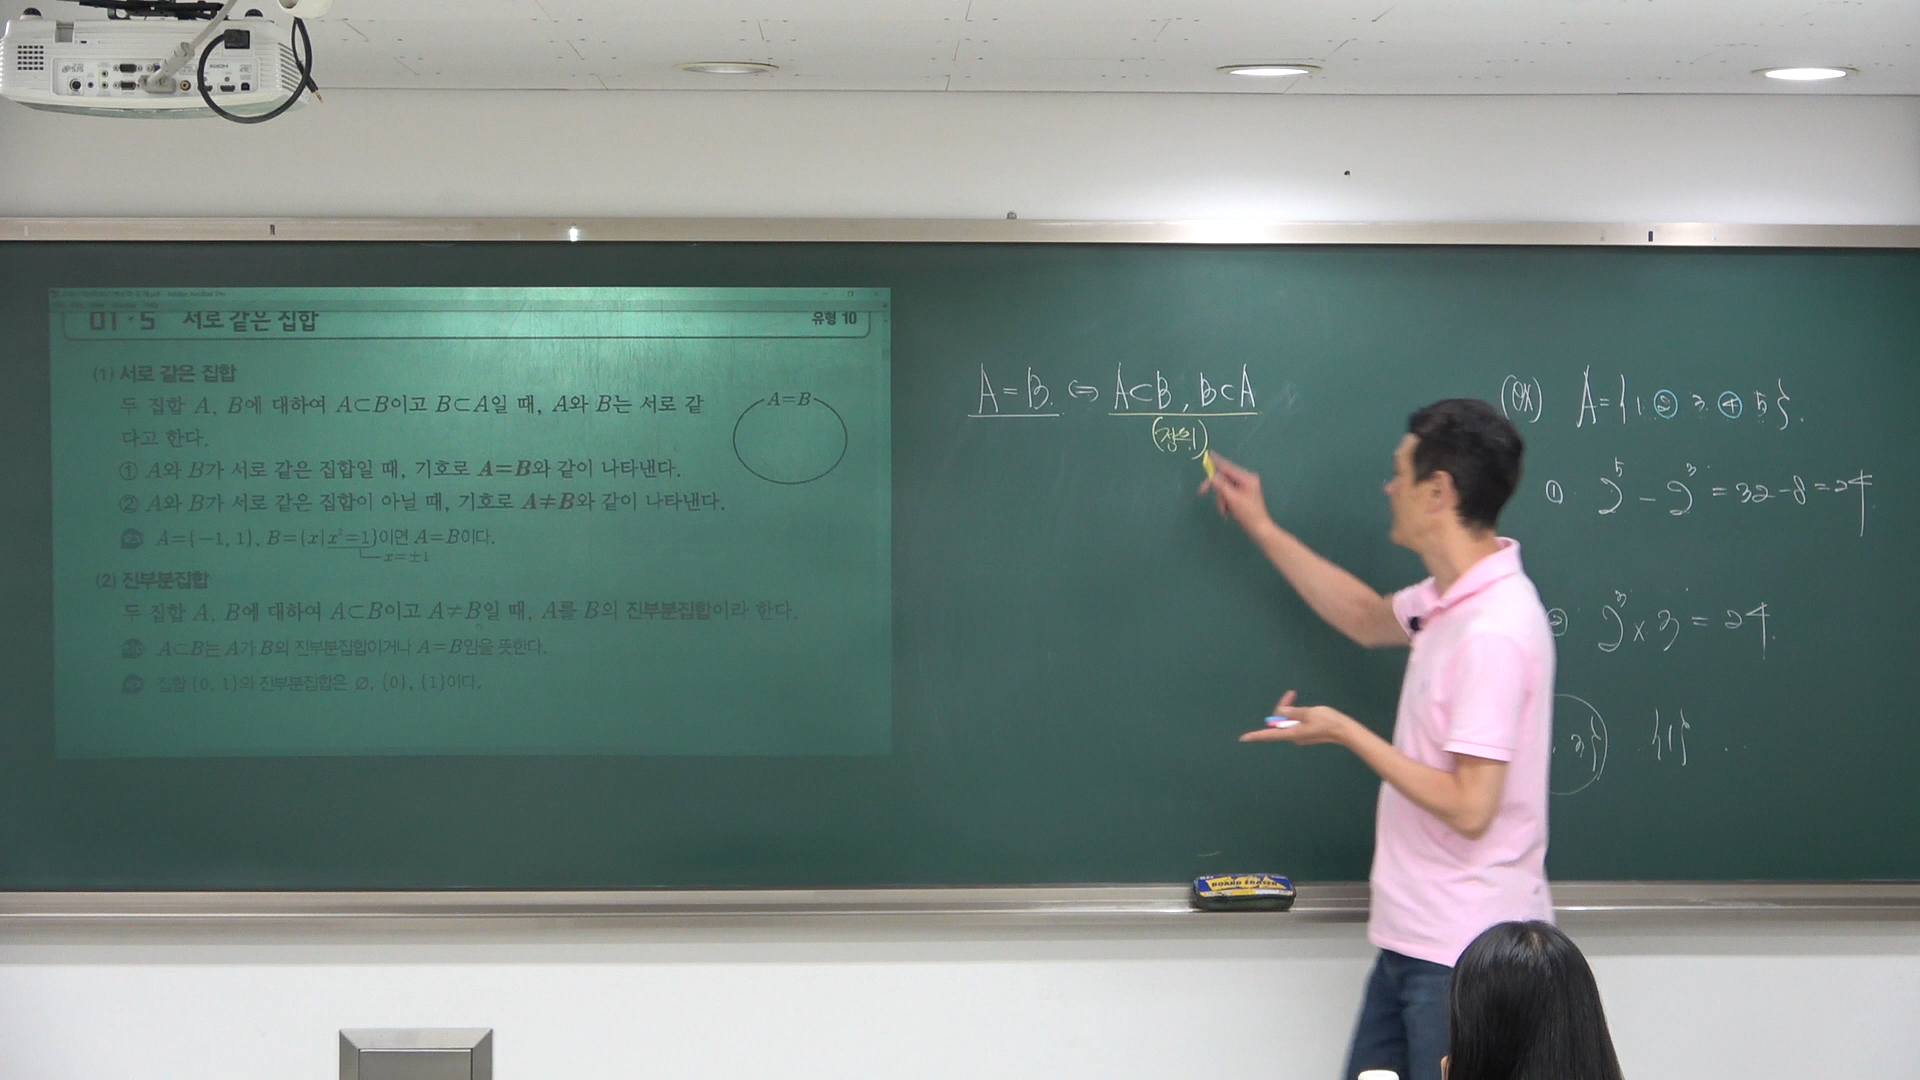 01·5 서로 같은 집합
유형 10
(1) 서로 같은 집합
두 집합 A, B에 대하여 A⊂B이고 B⊂A일 때, A와 B는 서로 같
다고 한다.
① A와 B가 서로 같은 집합일 때, 기호로 A=B와 같이 나타낸다.
② A와 B가 서로 같은 집합이 아닐 때, 기호로 A≠B와 같이 나타낸다.
A={-1, 1}, B={x|x²=1}이면 A=B이다.
x=±1
A=B
(2) 진부분집합
두 집합 A, B에 대하여 A⊂B이고 A≠B일 때, A를 B의 진부분집합이라 한다.
A⊂B는 A가 B의 진부분집합이거나 A=B임을 뜻한다.
집합 {0, 1}의 진부분집합은 ∅, {0}, {1}이다.
A=B. ⇔ A⊂B, B⊂A
(정의)
(ex) A={1. ② 3. ④ 5}.
①. 2⁵-2³=32-8=24
② 2³×3=24.
. 3} {1} ..
BOARD ERASER